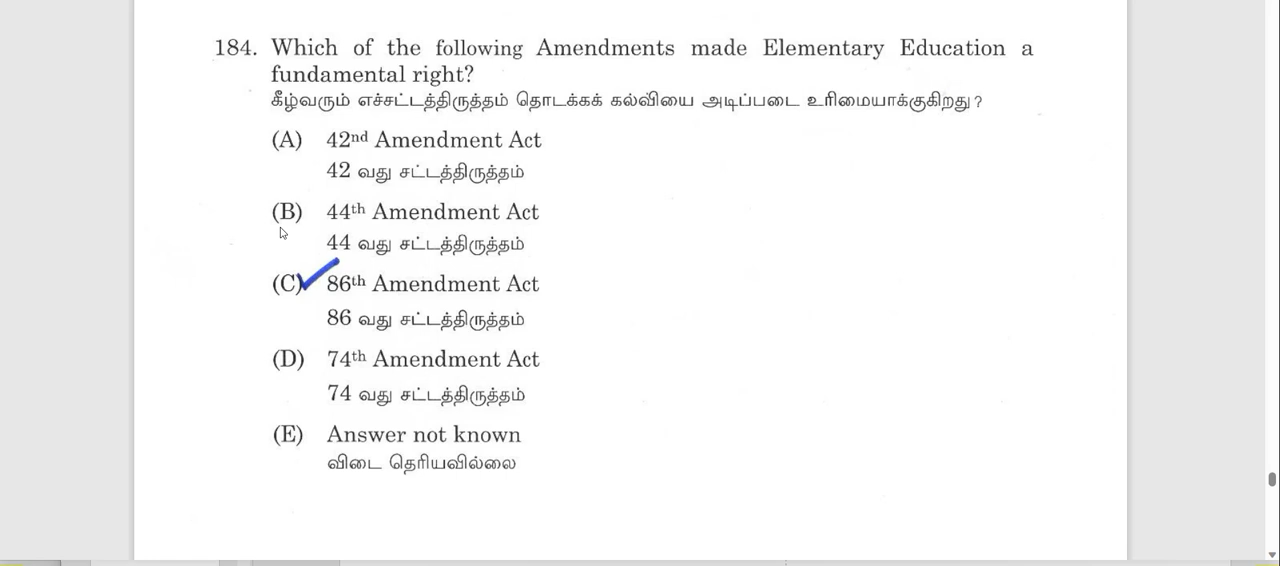 184. Which of the following Amendments made Elementary Education a
fundamental right?
கீழ்வரும் எச்சட்டத்திருத்தம் தொடக்கக் கல்வியை அடிப்படை உரிமையாக்குகிறது?
(A) 42nd Amendment Act
42 வது சட்டத்திருத்தம்
(B) 44th Amendment Act
44 வது சட்டத்திருத்தம்
(C) 86th Amendment Act
86 வது சட்டத்திருத்தம்
(D) 74th Amendment Act
74 வது சட்டத்திருத்தம்
(E) Answer not known
விடை தெரியவில்லை